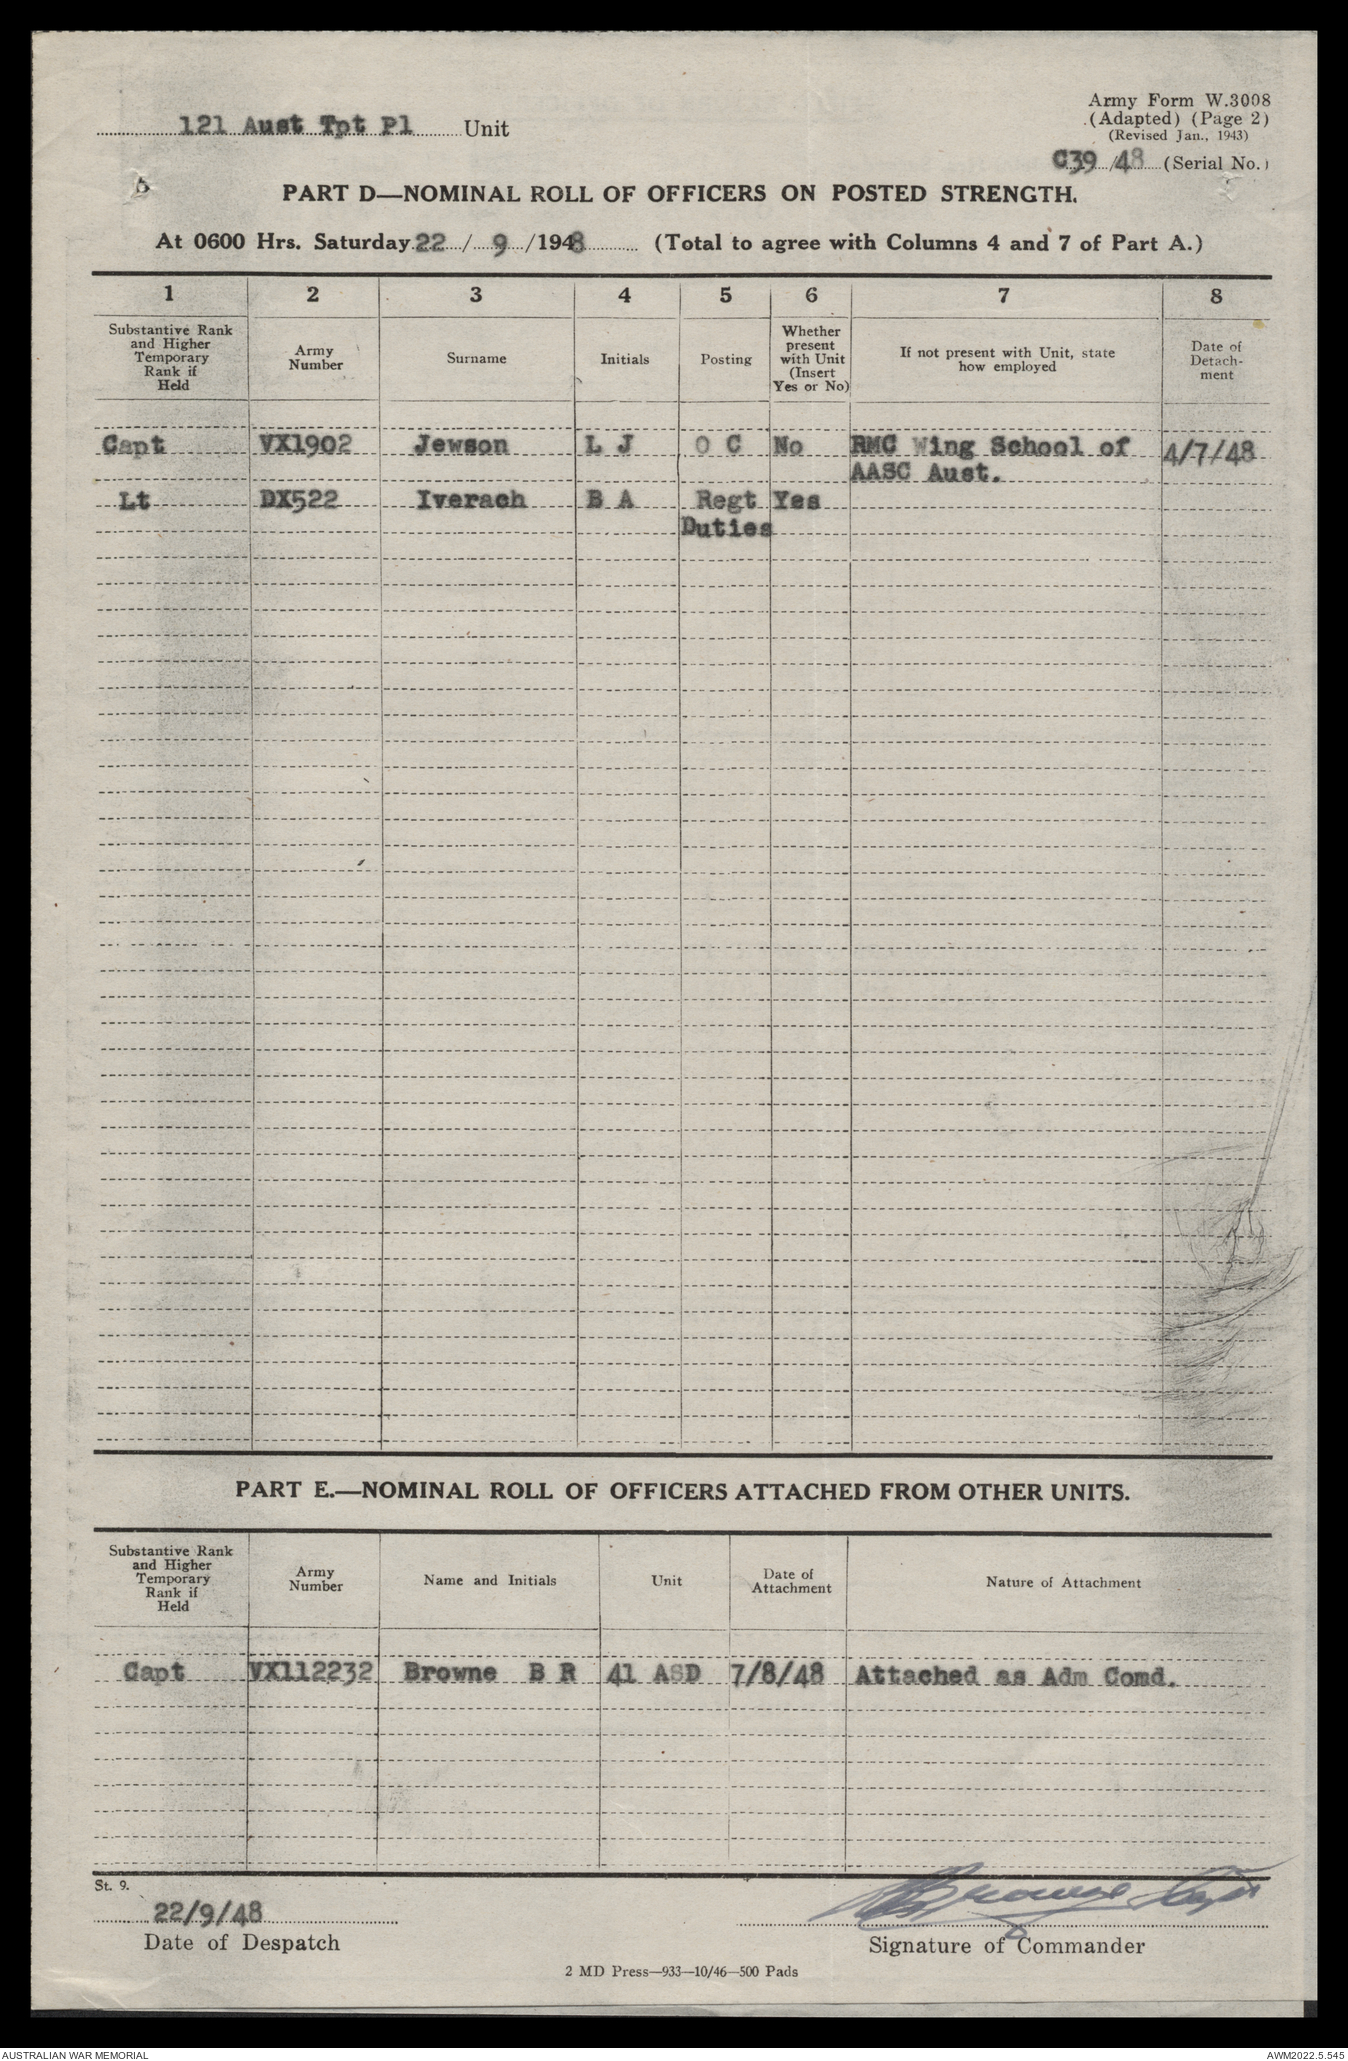 Army Form W.3008
121 Aust Tpt Pl Unit (Adapted) (Page 2)
(Revised Jan., 1943)
C39/48 (Serial No.)
PART D—NOMINAL ROLL OF OFFICERS ON POSTED STRENGTH.
At 0600 Hrs. Saturday 22/9/1948 (Total to agree with Columns 4 and 7 of Part A.)
1 2 3 4 5 6 7 8
Substantive Rank and Higher Temporary Rank if Held
Army Number
Surname
Initials
Posting
Whether present with Unit (Insert Yes or No)
If not present with Unit, state how employed
Date of Detach-ment
Capt VX1902 Jewson L J O C No RMC Wing School of 4/7/48
AASC Aust.
Lt DX522 Iverach B A Regt Yes
Duties
PART E.—NOMINAL ROLL OF OFFICERS ATTACHED FROM OTHER UNITS.
Substantive Rank and Higher Temporary Rank if Held
Army Number
Name and Initials
Unit
Date of Attachment
Nature of Attachment
Capt VX112232 Browne B R 41 ASD 7/8/48 Attached as Adm Comd.
St. 9.
22/9/48 Browne Capt
Date of Despatch Signature of Commander
2 MD Press—933—10/46—500 Pads
AUSTRALIAN WAR MEMORIAL AWM2022.5.545